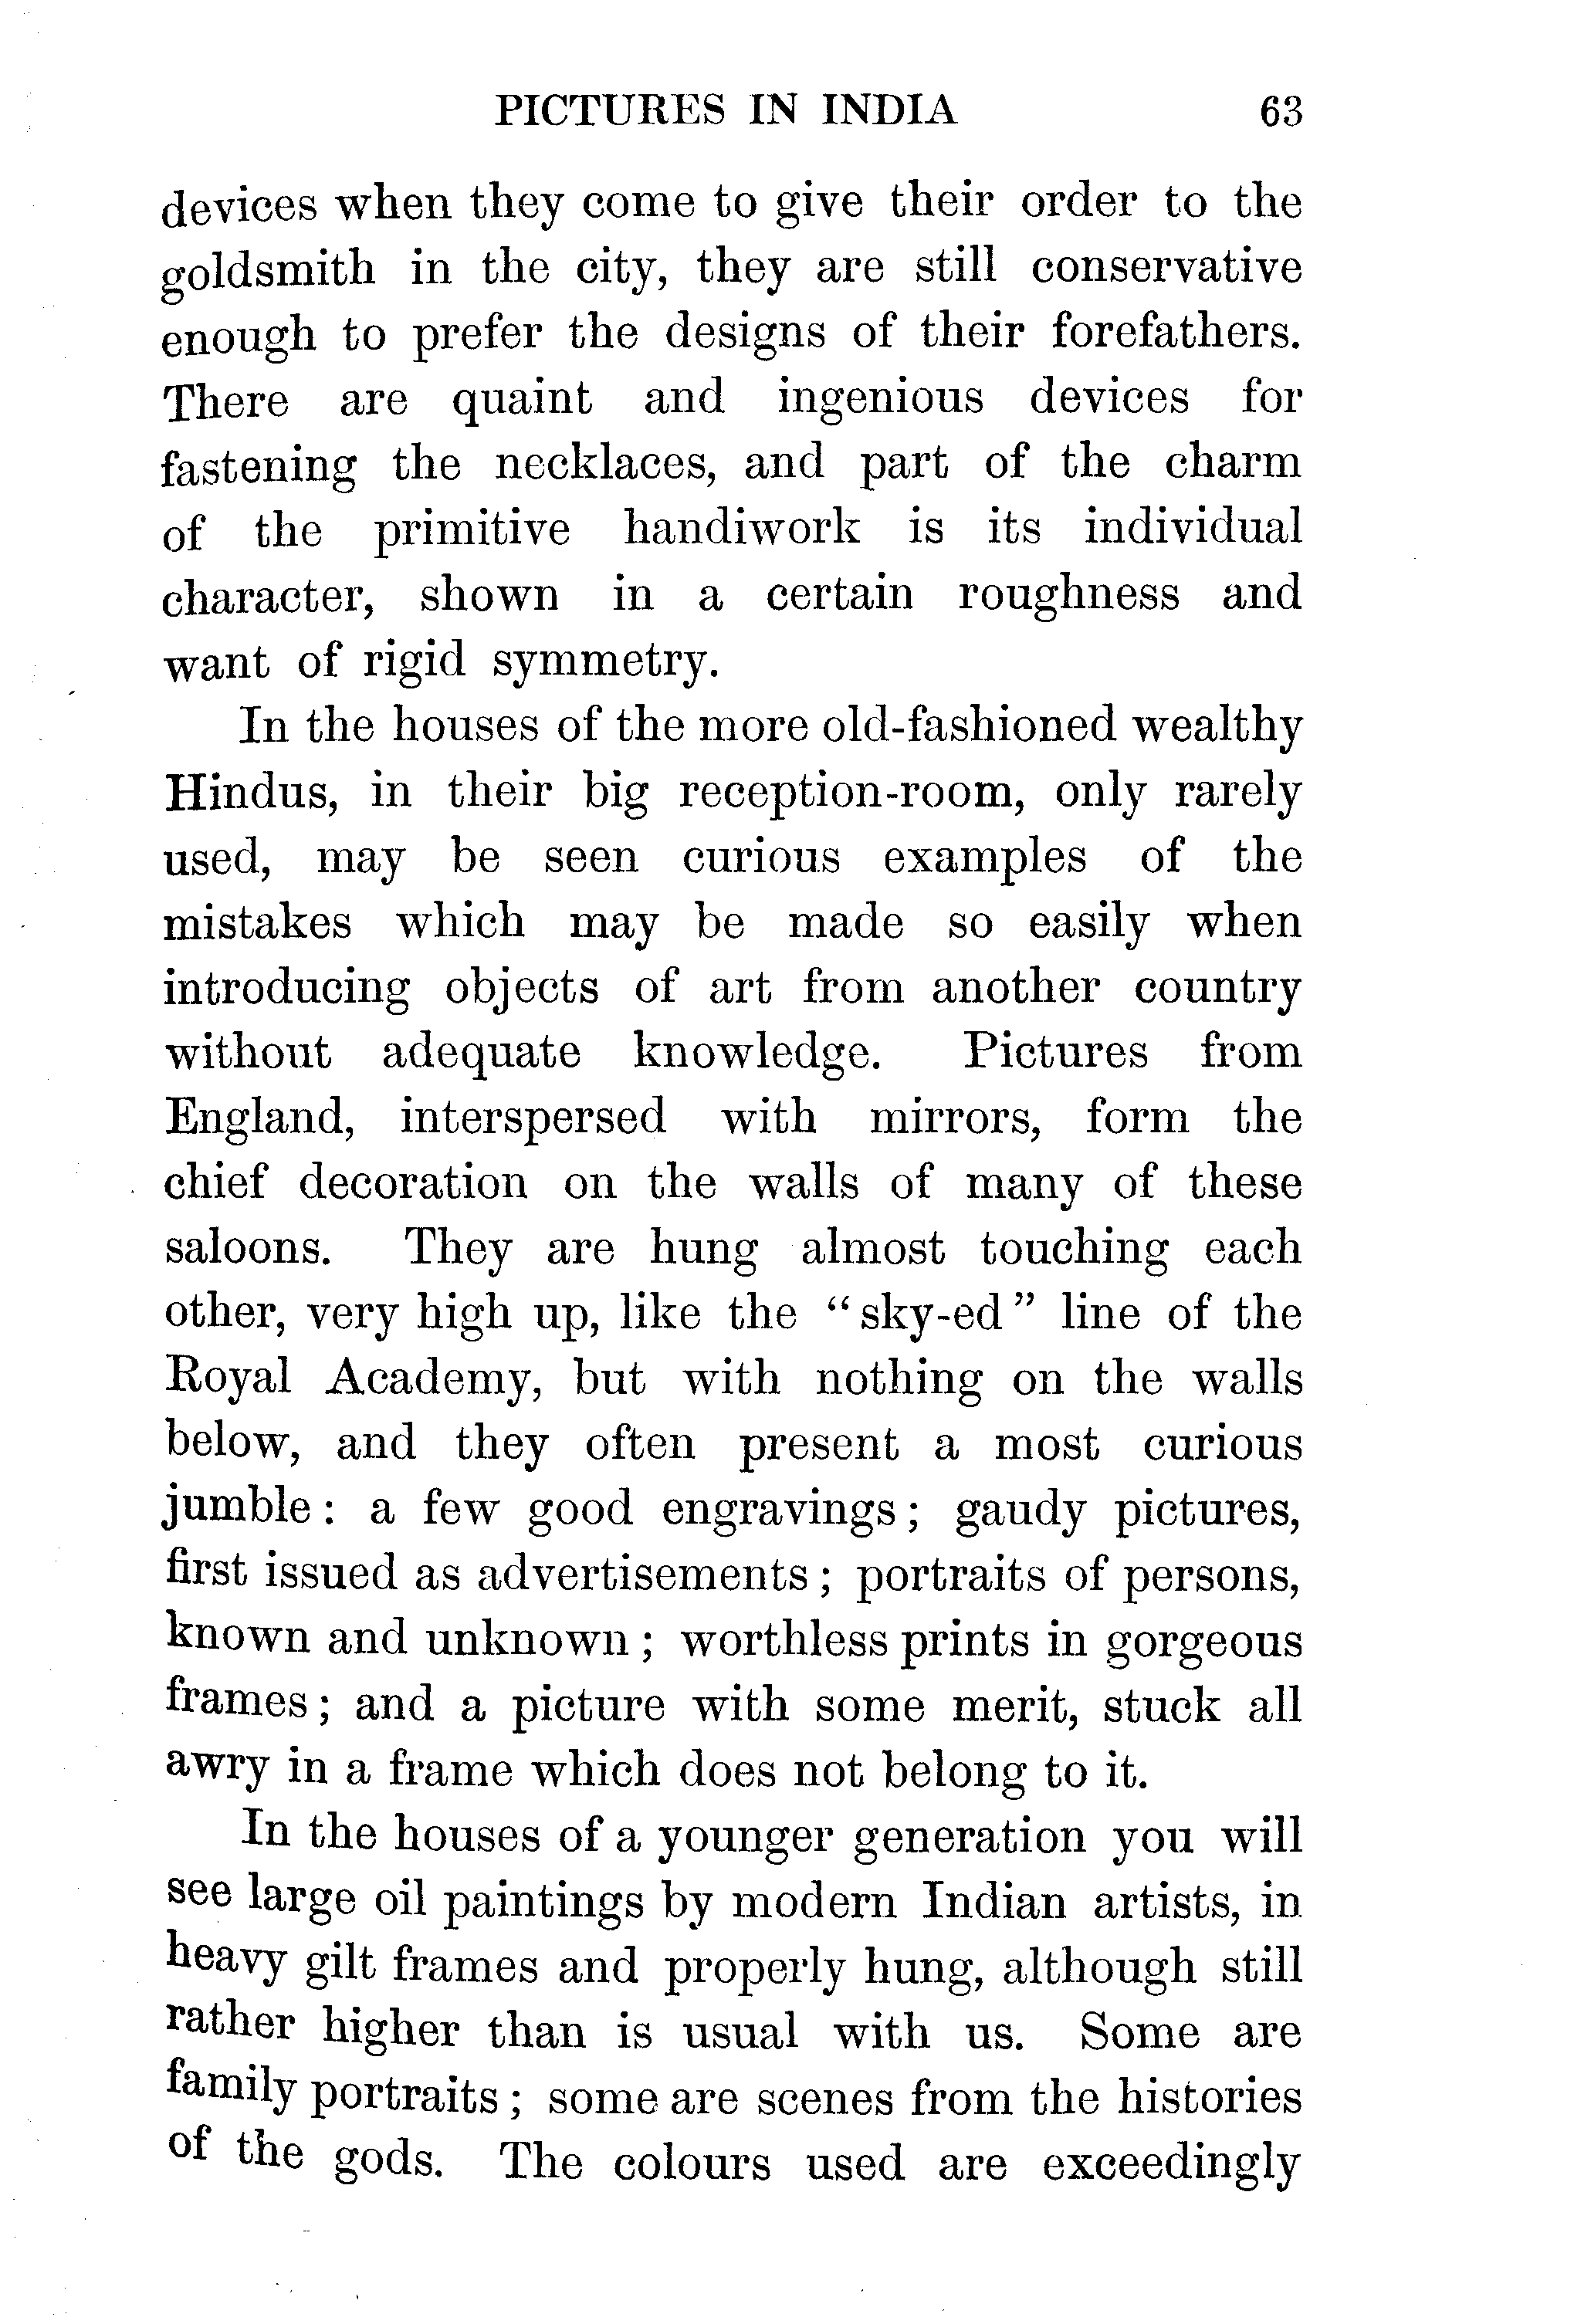 PICTURES IN INDIA 63
devices when they come to give their order to the
goldsmith in the city, they are still conservative
enough to prefer the designs of their forefathers.
There are quaint and ingenious devices for
fastening the necklaces, and part of the charm
of the primitive handiwork is its individual
character, shown in a certain roughness and
want of rigid symmetry.
In the houses of the more old-fashioned wealthy
Hindus, in their big reception-room, only rarely
used, may be seen curious examples of the
mistakes which may be made so easily when
introducing objects of art from another country
without adequate knowledge. Pictures from
England, interspersed with mirrors, form the
chief decoration on the walls of many of these
saloons. They are hung almost touching each
other, very high up, like the “sky-ed” line of the
Royal Academy, but with nothing on the walls
below, and they often present a most curious
jumble: a few good engravings; gaudy pictures,
first issued as advertisements; portraits of persons,
known and unknown; worthless prints in gorgeous
frames; and a picture with some merit, stuck all
awry in a frame which does not belong to it.
In the houses of a younger generation you will
see large oil paintings by modern Indian artists, in
heavy gilt frames and properly hung, although still
rather higher than is usual with us. Some are
family portraits; some are scenes from the histories
of the gods. The colours used are exceedingly